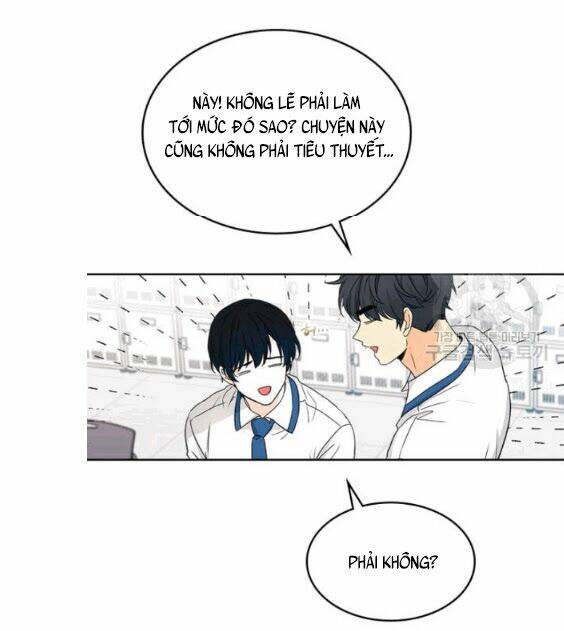 NÀY! KHÔNG LẼ PHẢI LÀM
TỚI MỨC ĐÓ SAO? CHUYỆN NÀY
CŨNG KHÔNG PHẢI TIỂU THUYẾT...
PHẢI KHÔNG?